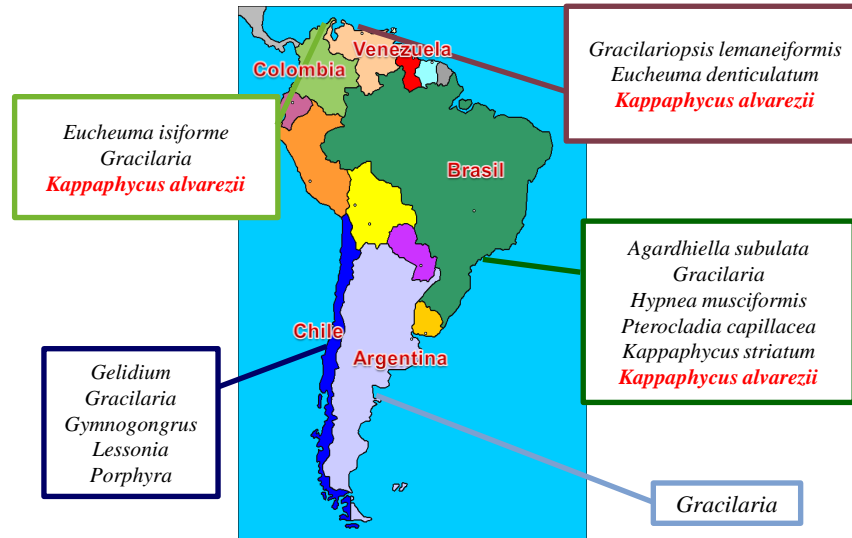 Venezuela
Colombia
Brasil
Chile
Argentina
Gracilariopsis lemaneiformis
Eucheuma denticulatum
Kappaphycus alvarezii
Eucheuma isiforme
Gracilaria
Kappaphycus alvarezii
Agardhiella subulata
Gracilaria
Hypnea musciformis
Pterocladia capillacea
Kappaphycus striatum
Kappaphycus alvarezii
Gelidium
Gracilaria
Gymnogongrus
Lessonia
Porphyra
Gracilaria